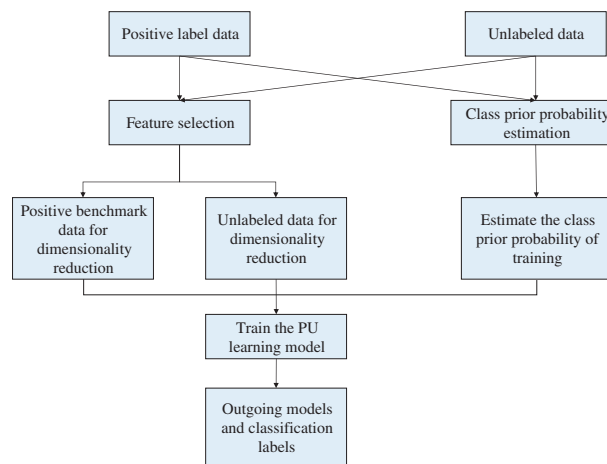 Positive label data
Unlabeled data
Feature selection
Class prior probability
estimation
Positive benchmark
data for
dimensionality
reduction
Unlabeled data for
dimensionality
reduction
Estimate the class
prior probability of
training
Train the PU
learning model
Outgoing models
and classification
labels